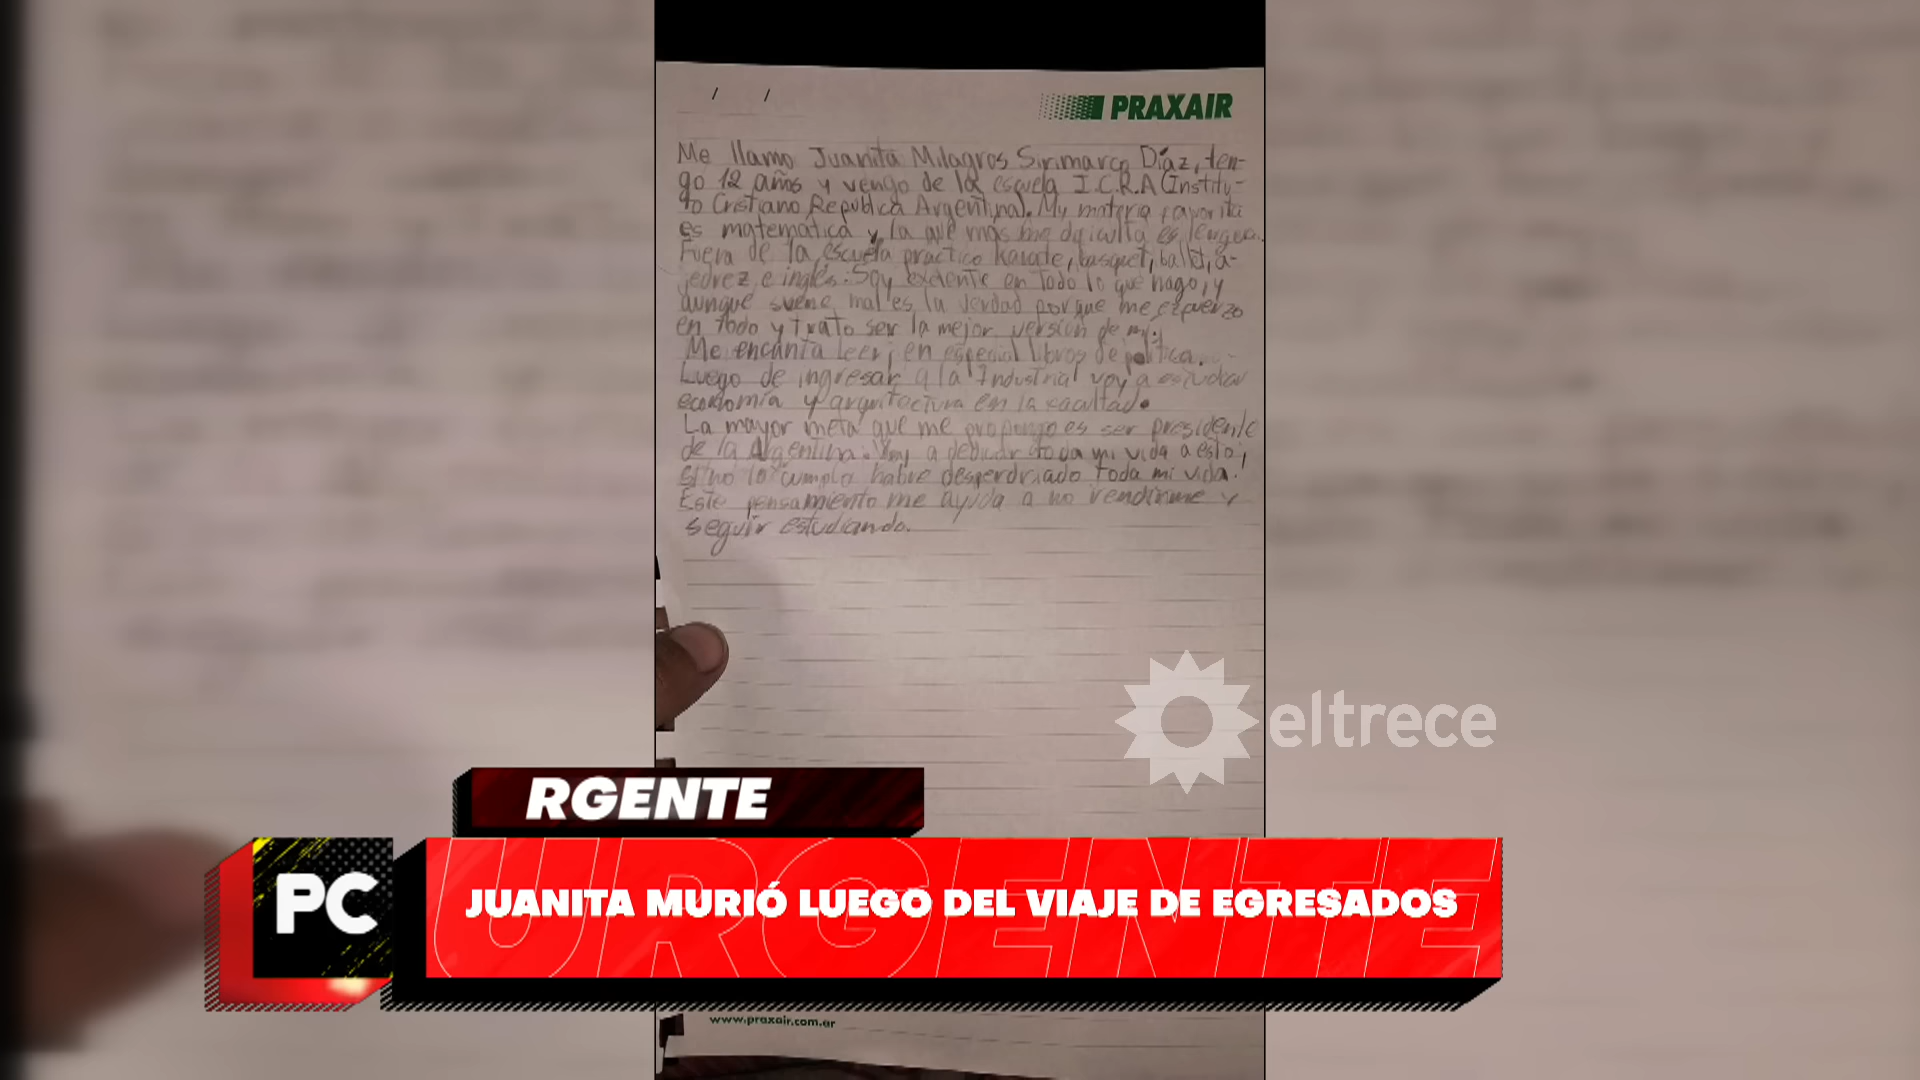 / /
PRAXAIR
Me llamo Juanita Milagros Sirimarco Díaz, ten-
go 12 años y vengo de la escuela I.C.R.A (Institu-
to Cristiano República Argentina). My materia favorita
es matemática y la que más me dificulta es lengua.
Fuera de la escuela práctico karate, basquet, ballet, a-
jedrez e inglés. Soy exelente en todo lo que hago, y
aunque suene mal es la verdad porque me esfuerzo
en todo y trato ser la mejor versión de mi.
Me encanta leer, en especial libros de política.
Luego de ingresar a la Industrial voy a estudiar
economía y arquitectura en la facultad.
La mayor meta que me propongo es ser presidente
de la Argentina. Voy a dedicar toda mi vida a esto,
si no lo cumplo habre desperdiciado toda mi vida.
Este pensamiento me ayuda a no rendirme y
seguir estudiando.
eltrece
RGENTE
PC
URGENTE
JUANITA MURIÓ LUEGO DEL VIAJE DE EGRESADOS
www.praxair.com.ar